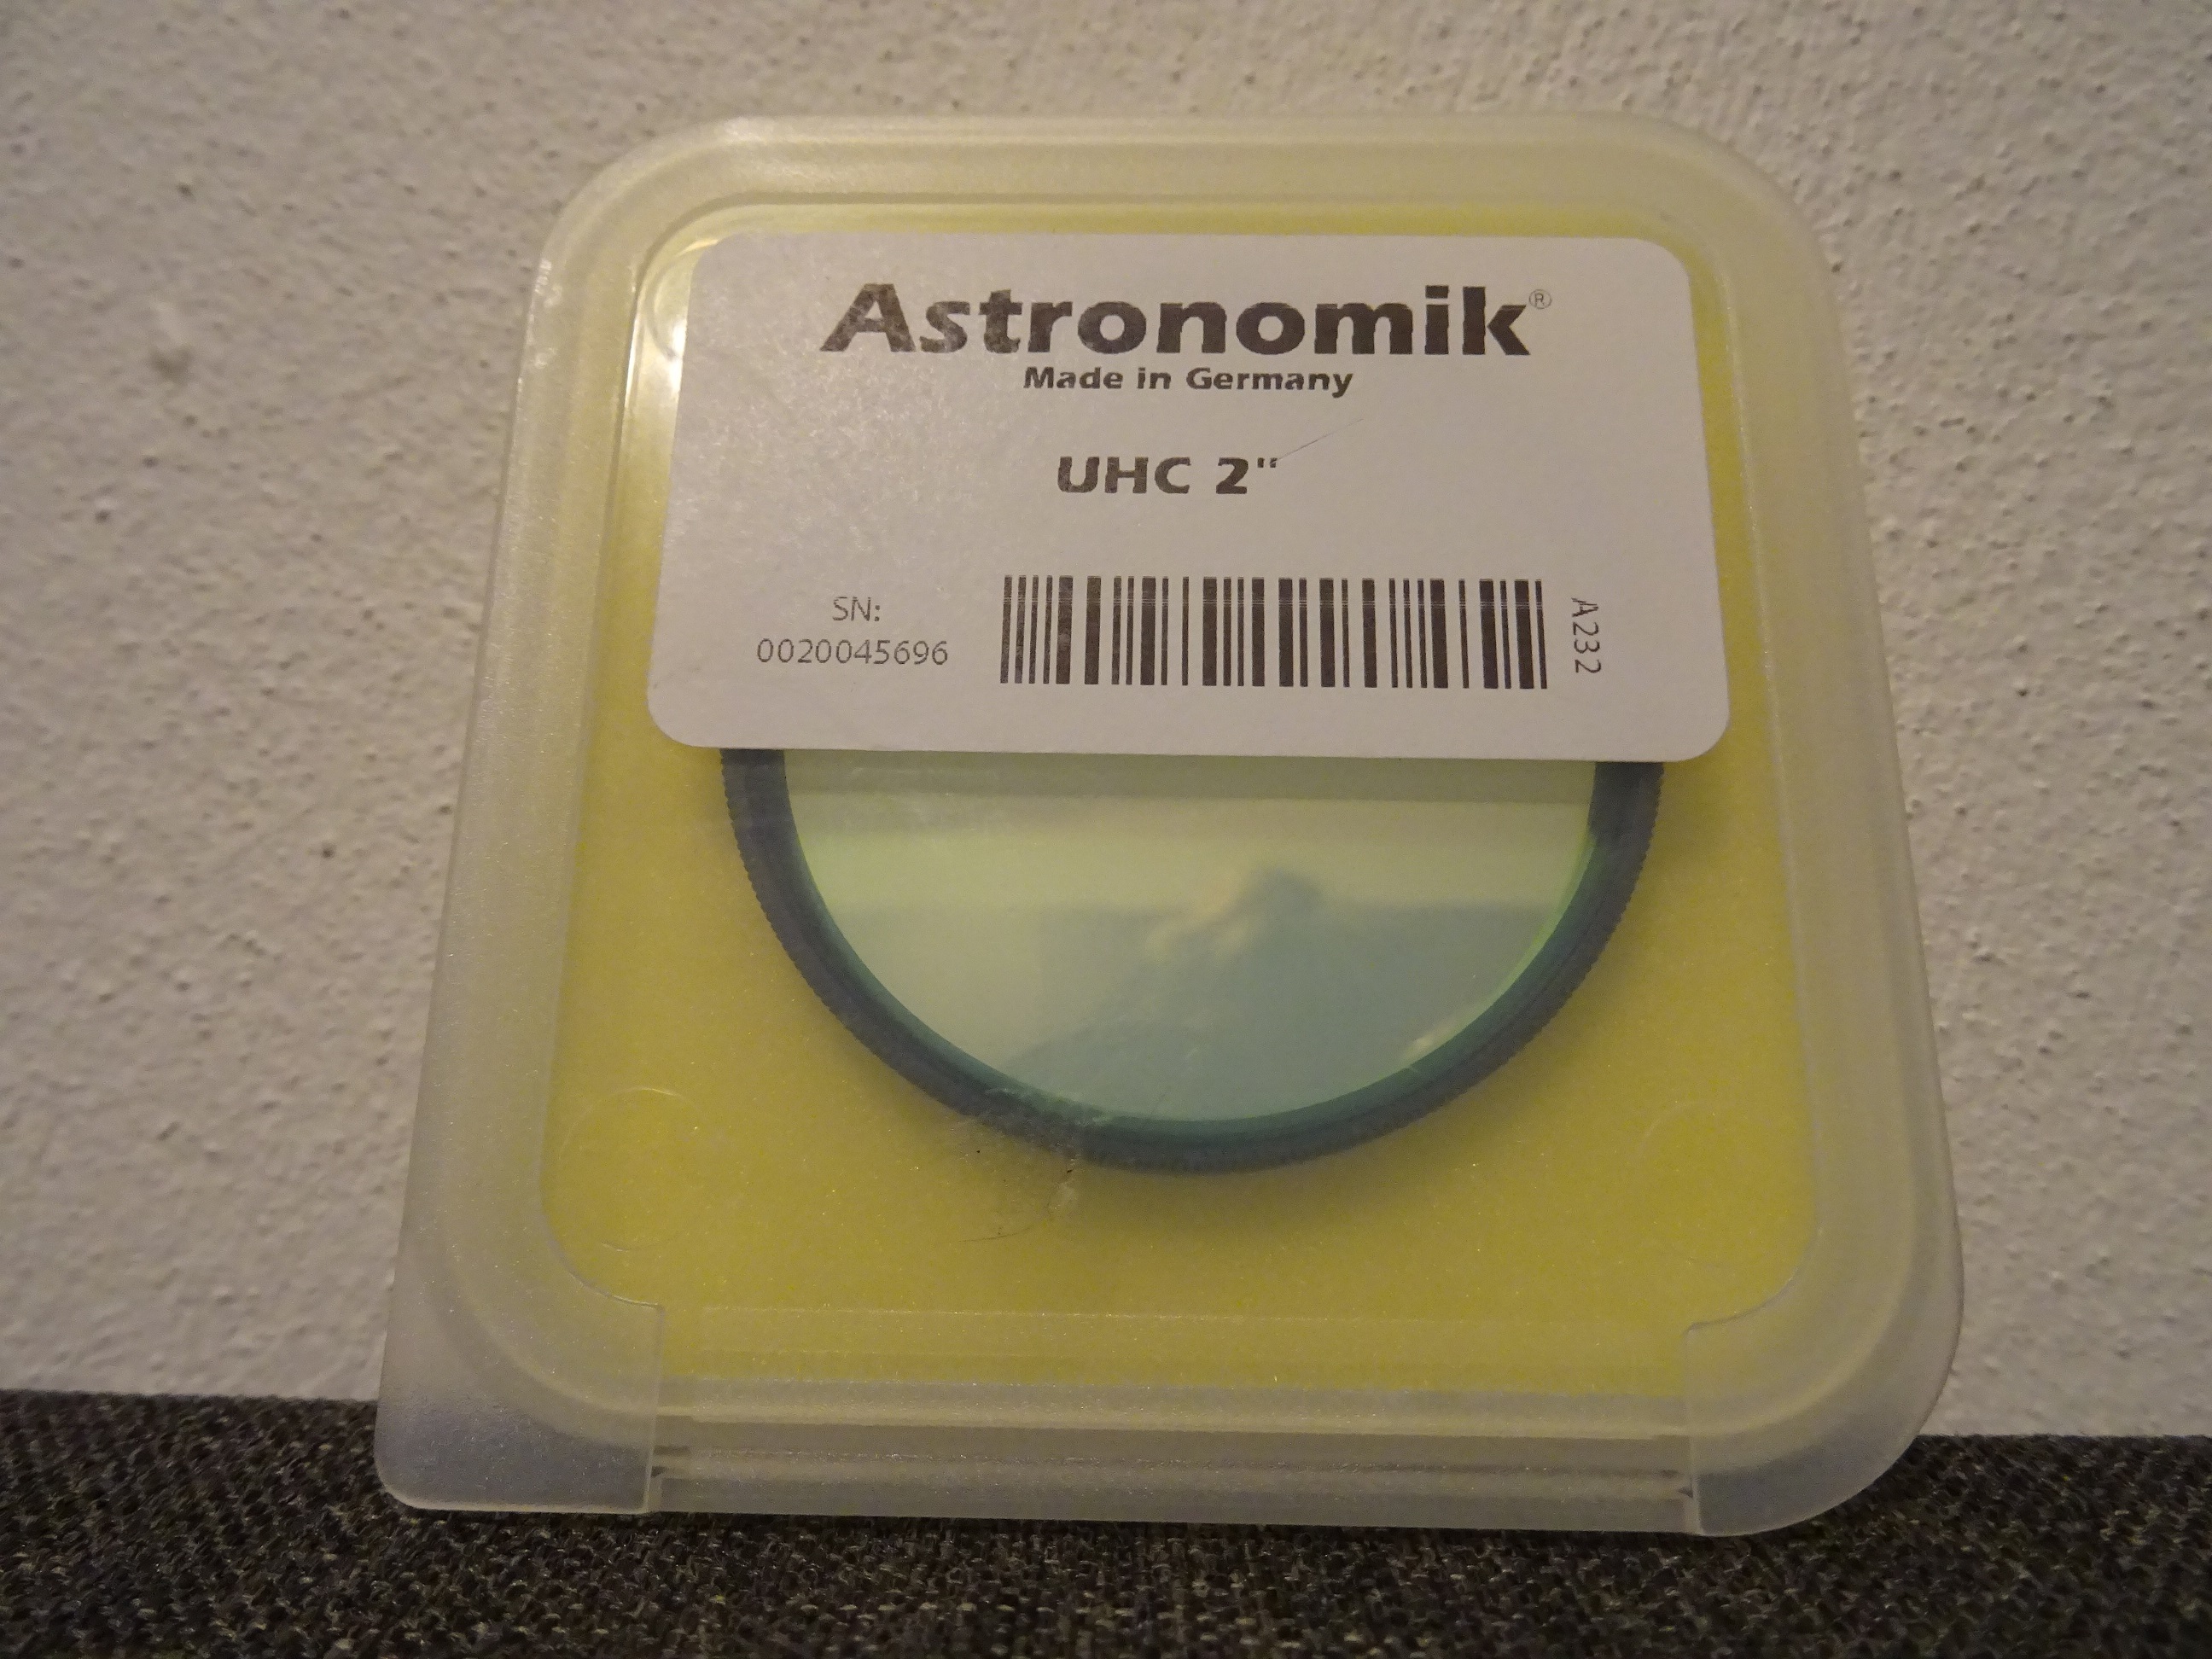 Astronomik®
Made in Germany
UHC 2"
SN:
0020045696
A232